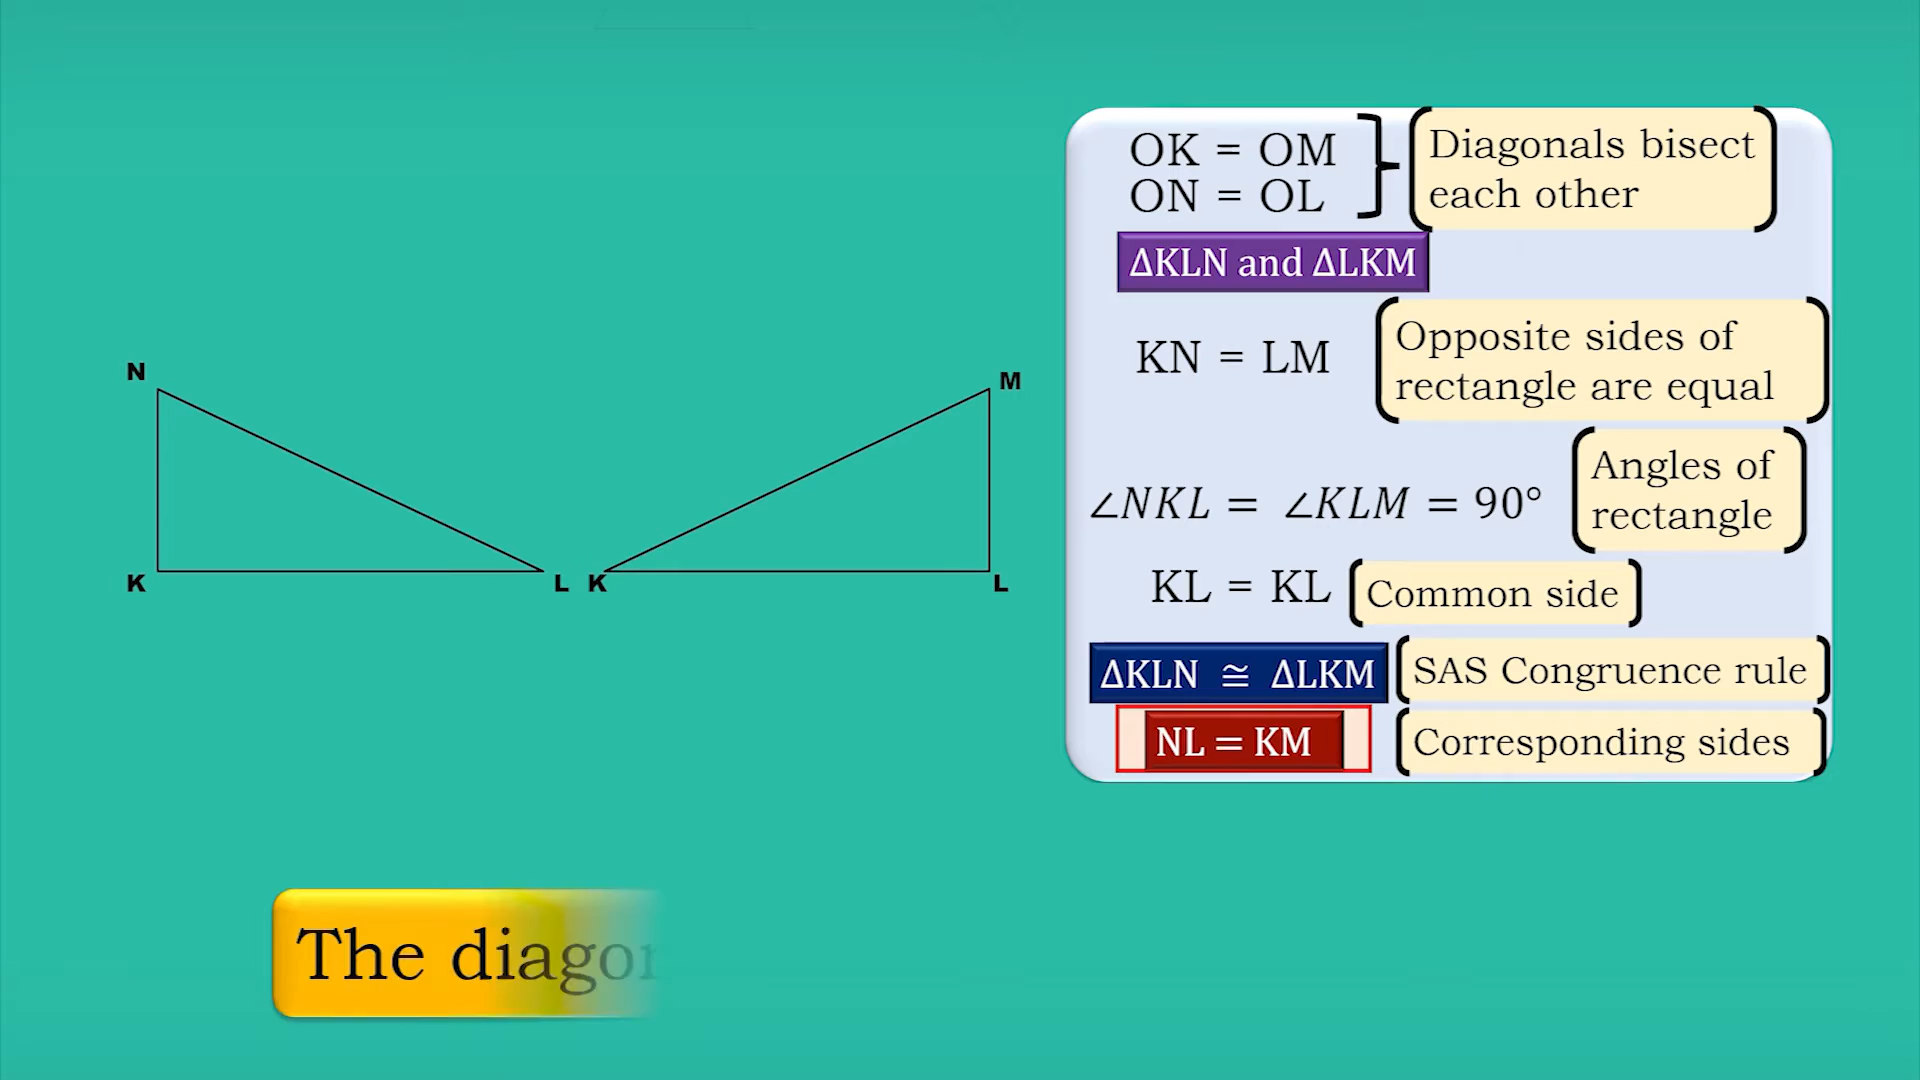 OK = OM
ON = OL
Diagonals bisect
each other
ΔKLN and ΔLKM
KN = LM
Opposite sides of
rectangle are equal
∠NKL = ∠KLM = 90°
Angles of
rectangle
KL = KL
Common side
ΔKLN ≅ ΔLKM
SAS Congruence rule
NL = KM
Corresponding sides
N
M
K
L
K
L
The